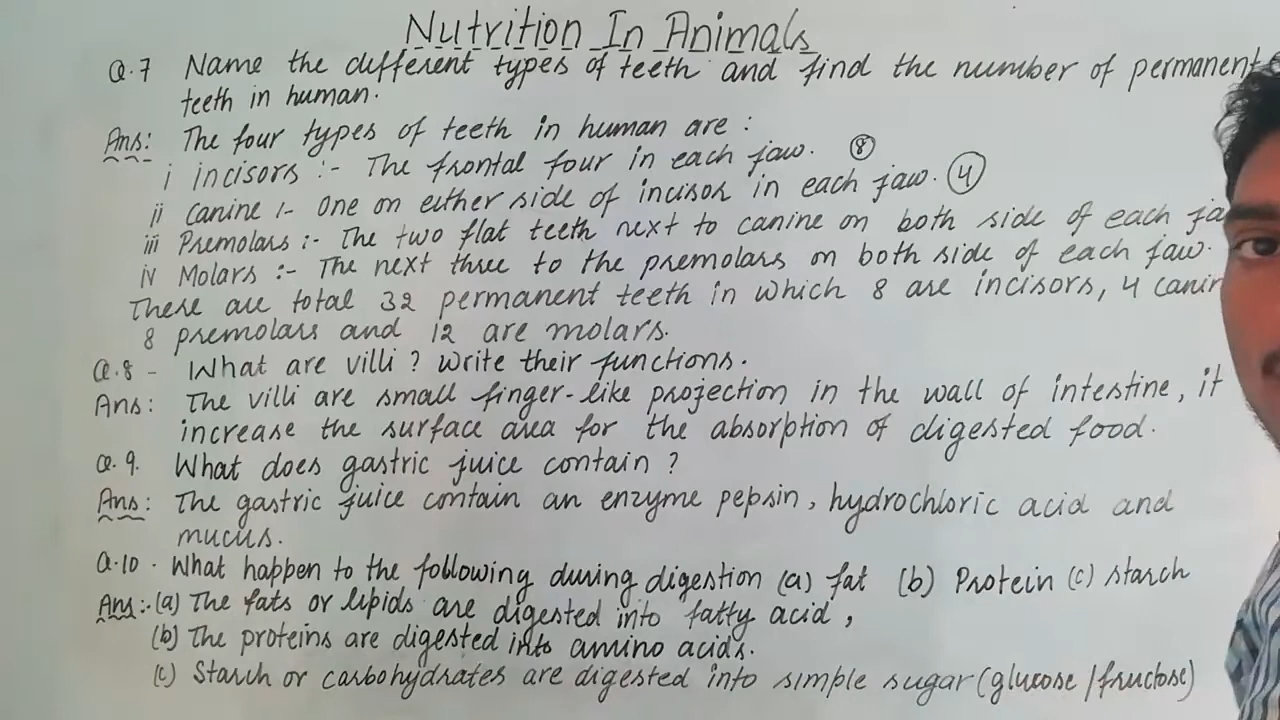 Nutrition In Animals
Q.7 Name the different types of teeth and find the number of permanent
teeth in human.
Ans: The four types of teeth in human are :
i incisors :- The frontal four in each jaw. 8
ii Canine :- One on either side of incisor in each jaw. 4
iii Premolars :- The two flat teeth next to canine on both side of each ja
iv Molars :- The next three to the premolars on both side of each jaw.
There are total 32 permanent teeth in which 8 are incisors, 4 canin
8 premolars and 12 are molars.
Q.8 - What are villi ? Write their functions.
Ans: The villi are small finger-like projection in the wall of intestine, it
increase the surface area for the absorption of digested food.
Q.9. What does gastric juice contain ?
Ans: The gastric juice contain an enzyme pepsin, hydrochloric acid and
mucus.
Q.10. What happen to the following during digestion (a) fat (b) Protein (c) starch
Ans:- (a) The fats or lipids are digested into fatty acid,
(b) The proteins are digested into amino acids.
(c) Starch or carbohydrates are digested into simple sugar (glucose/fructose)